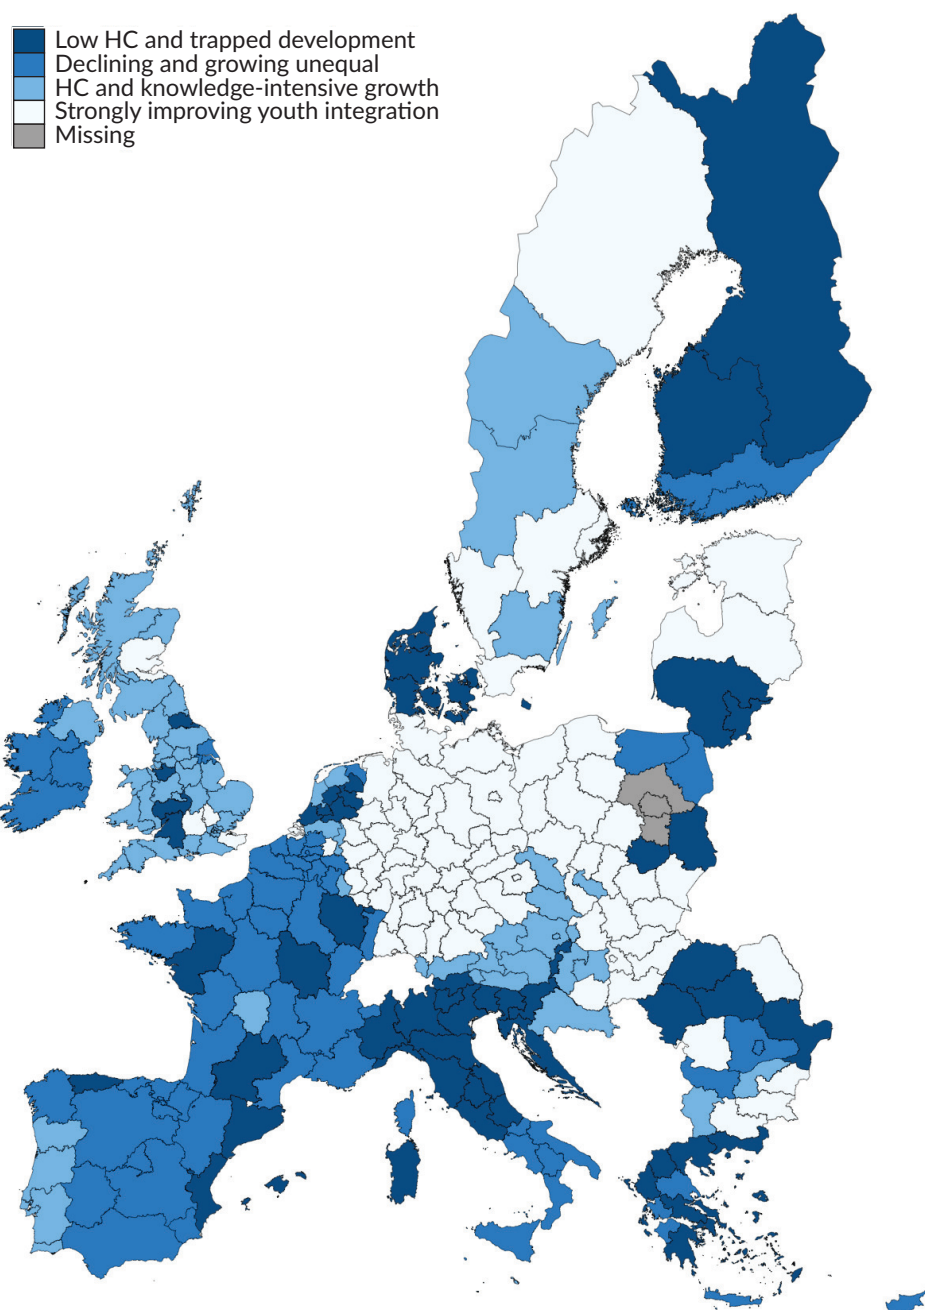 Low HC and trapped development
Declining and growing unequal
HC and knowledge-intensive growth
Strongly improving youth integration
Missing